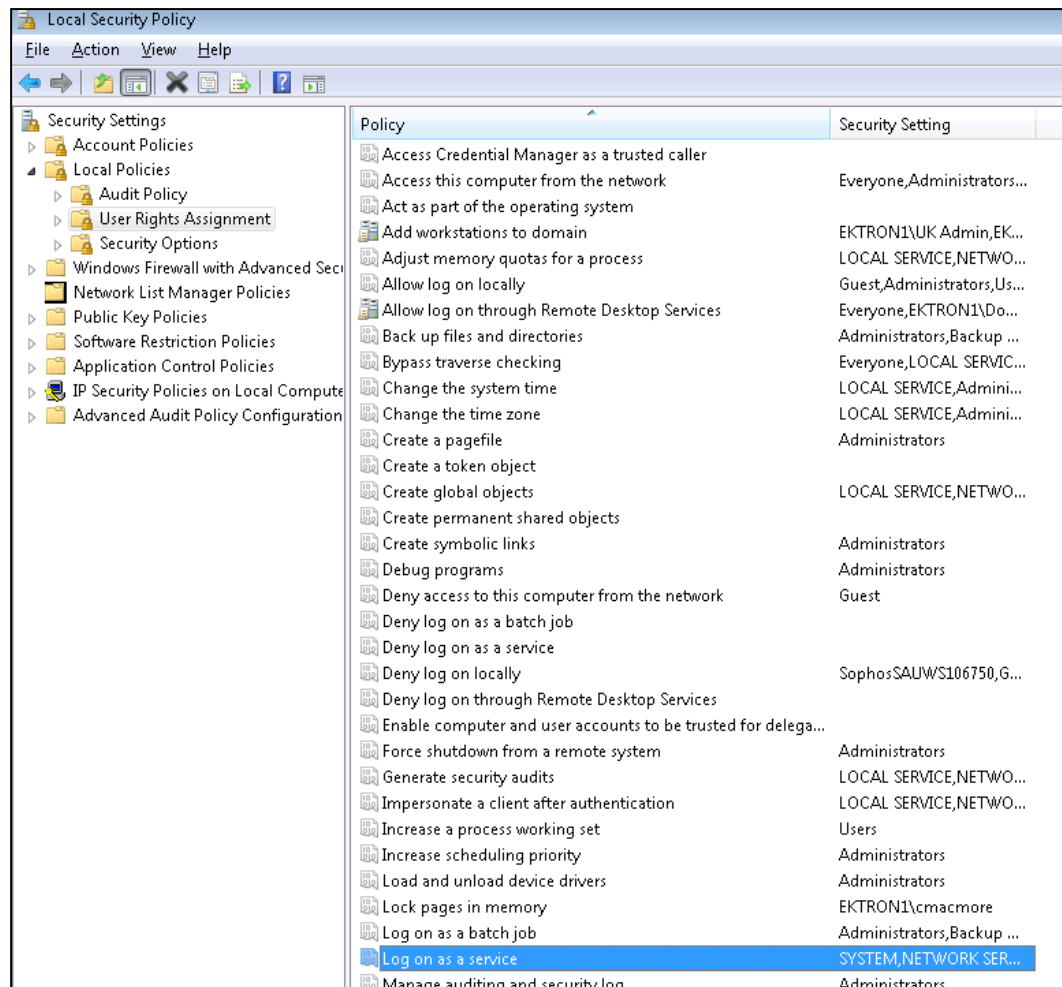 Local Security Policy
File Action View Help
Security Settings
Account Policies
Local Policies
Audit Policy
User Rights Assignment
Security Options
Windows Firewall with Advanced Secu
Network List Manager Policies
Public Key Policies
Software Restriction Policies
Application Control Policies
IP Security Policies on Local Compute
Advanced Audit Policy Configuration
Policy Security Setting
Access Credential Manager as a trusted caller
Access this computer from the network Everyone,Administrators...
Act as part of the operating system
Add workstations to domain EKTRON1\UK Admin,EK...
Adjust memory quotas for a process LOCAL SERVICE,NETWO...
Allow log on locally Guest,Administrators,Us...
Allow log on through Remote Desktop Services Everyone,EKTRON1\Do...
Back up files and directories Administrators,Backup ...
Bypass traverse checking Everyone,LOCAL SERVIC...
Change the system time LOCAL SERVICE,Admini...
Change the time zone LOCAL SERVICE,Admini...
Create a pagefile Administrators
Create a token object
Create global objects LOCAL SERVICE,NETWO...
Create permanent shared objects
Create symbolic links Administrators
Debug programs Administrators
Deny access to this computer from the network Guest
Deny log on as a batch job
Deny log on as a service
Deny log on locally SophosSAUWS106750,G...
Deny log on through Remote Desktop Services
Enable computer and user accounts to be trusted for delega...
Force shutdown from a remote system Administrators
Generate security audits LOCAL SERVICE,NETWO...
Impersonate a client after authentication LOCAL SERVICE,NETWO...
Increase a process working set Users
Increase scheduling priority Administrators
Load and unload device drivers Administrators
Lock pages in memory EKTRON1\cmacmore
Log on as a batch job Administrators,Backup ...
Log on as a service SYSTEM,NETWORK SER...
Manage auditing and security log Administrators